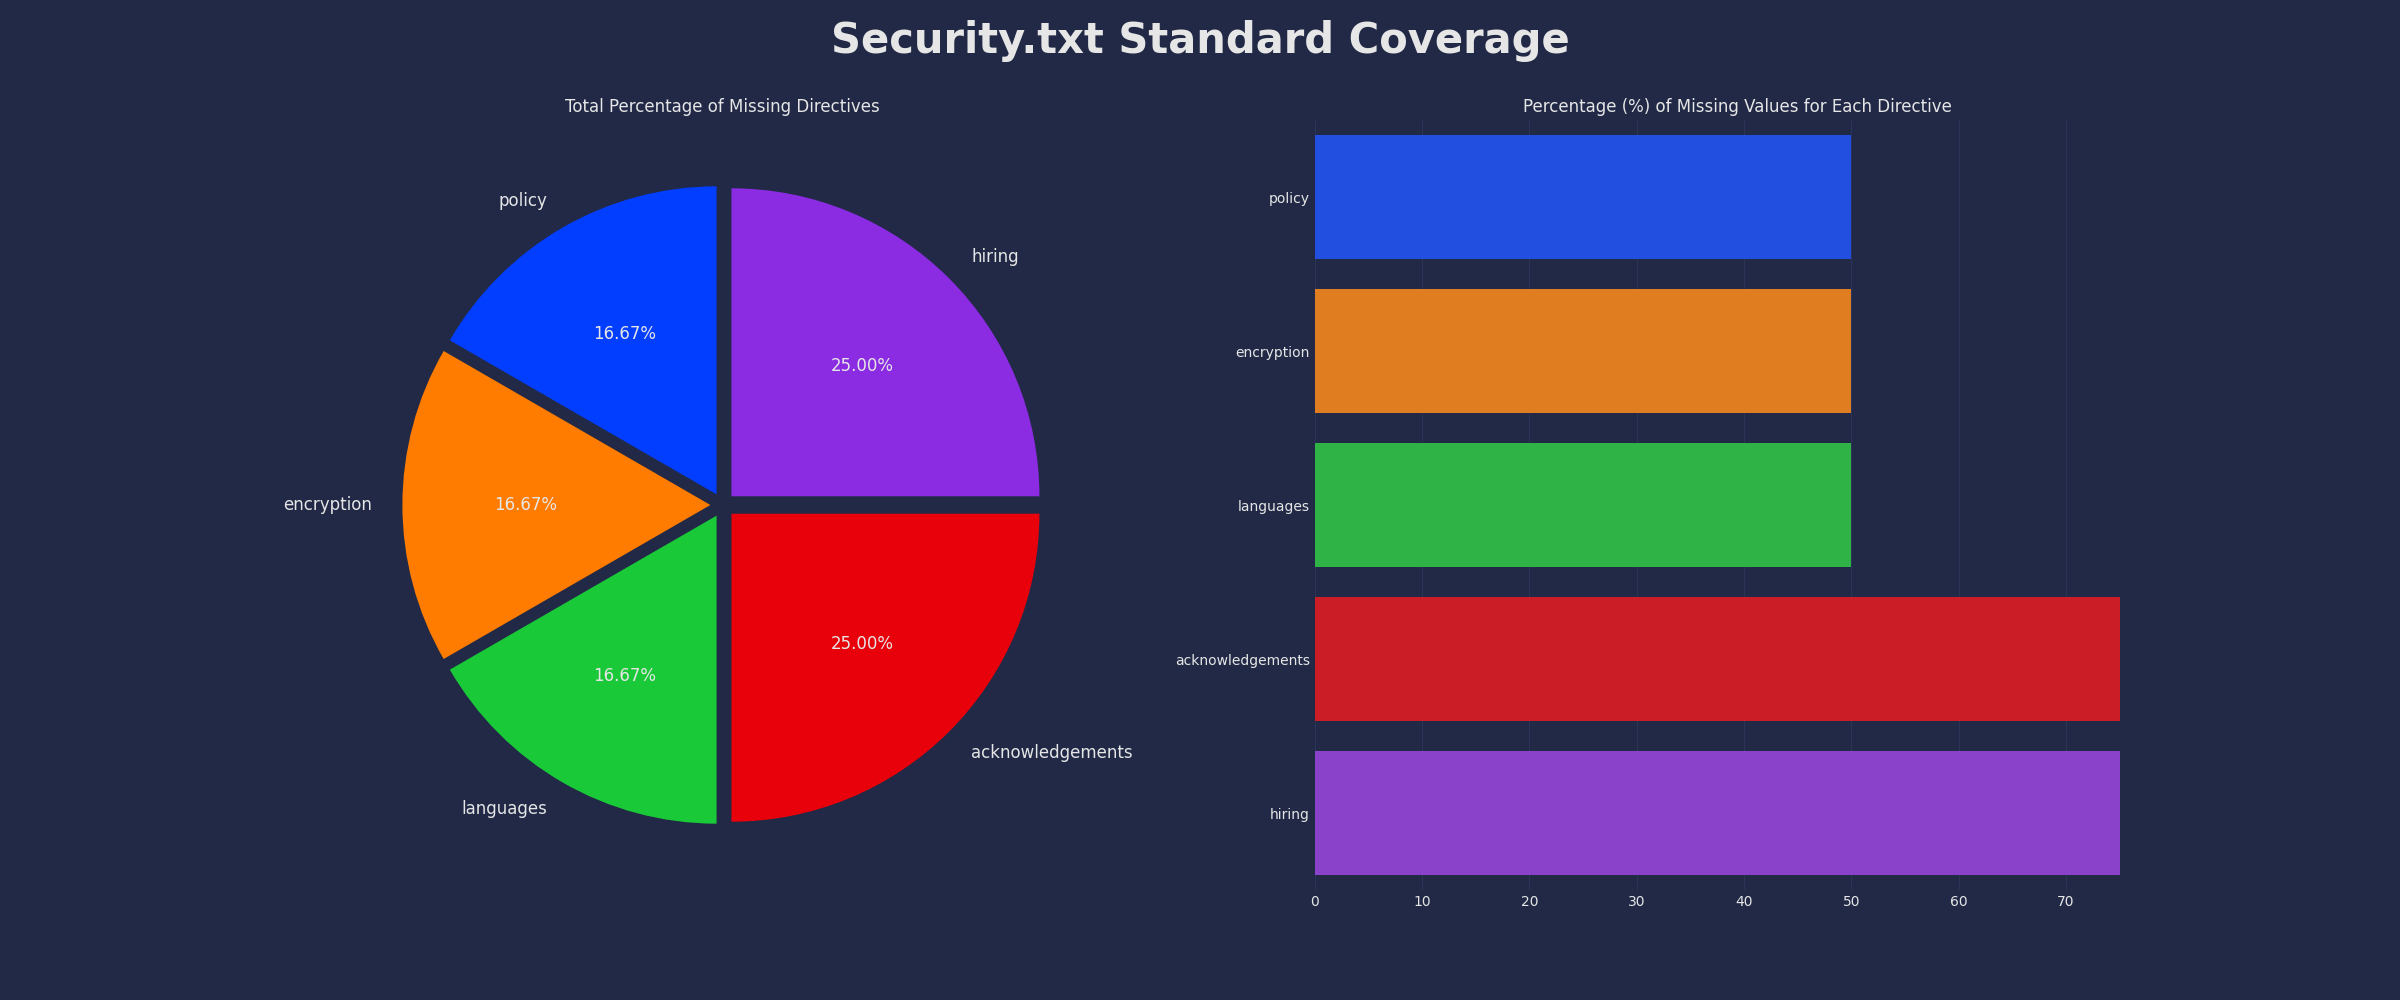 Security.txt Standard Coverage
Total Percentage of Missing Directives
policy
hiring
16.67%
25.00%
encryption
16.67%
16.67%
25.00%
acknowledgements
languages
Percentage (%) of Missing Values for Each Directive
policy
encryption
languages
acknowledgements
hiring
0 10 20 30 40 50 60 70